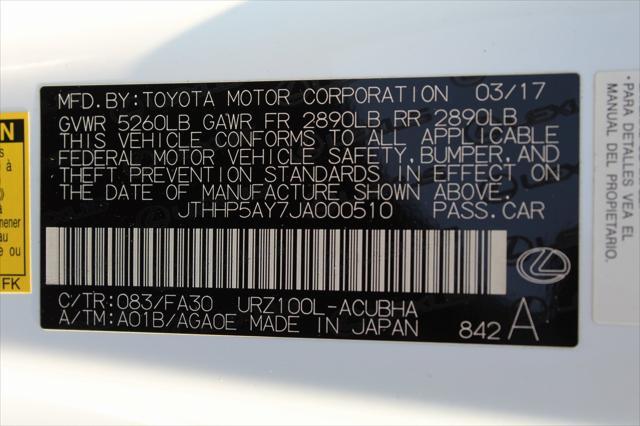 MFD. BY: TOYOTA MOTOR CORPORATION 03/17
GVWR 5260LB GAWR FR 2890LB RR 2890LB
THIS VEHICLE CONFORMS TO ALL APPLICABLE
FEDERAL MOTOR VEHICLE SAFETY, BUMPER, AND
THEFT PREVENTION STANDARDS IN EFFECT ON
THE DATE OF MANUFACTURE SHOWN ABOVE.
JTHHP5AY7JA000510 PASS. CAR
C/TR: 083/FA30 URZ100L-ACUBHA
A/TM: A01B/AGA0E MADE IN JAPAN 842 A
mener
e ou
FK
• PARA DETALLES
MANUAL DEL
PROPIETARIO.